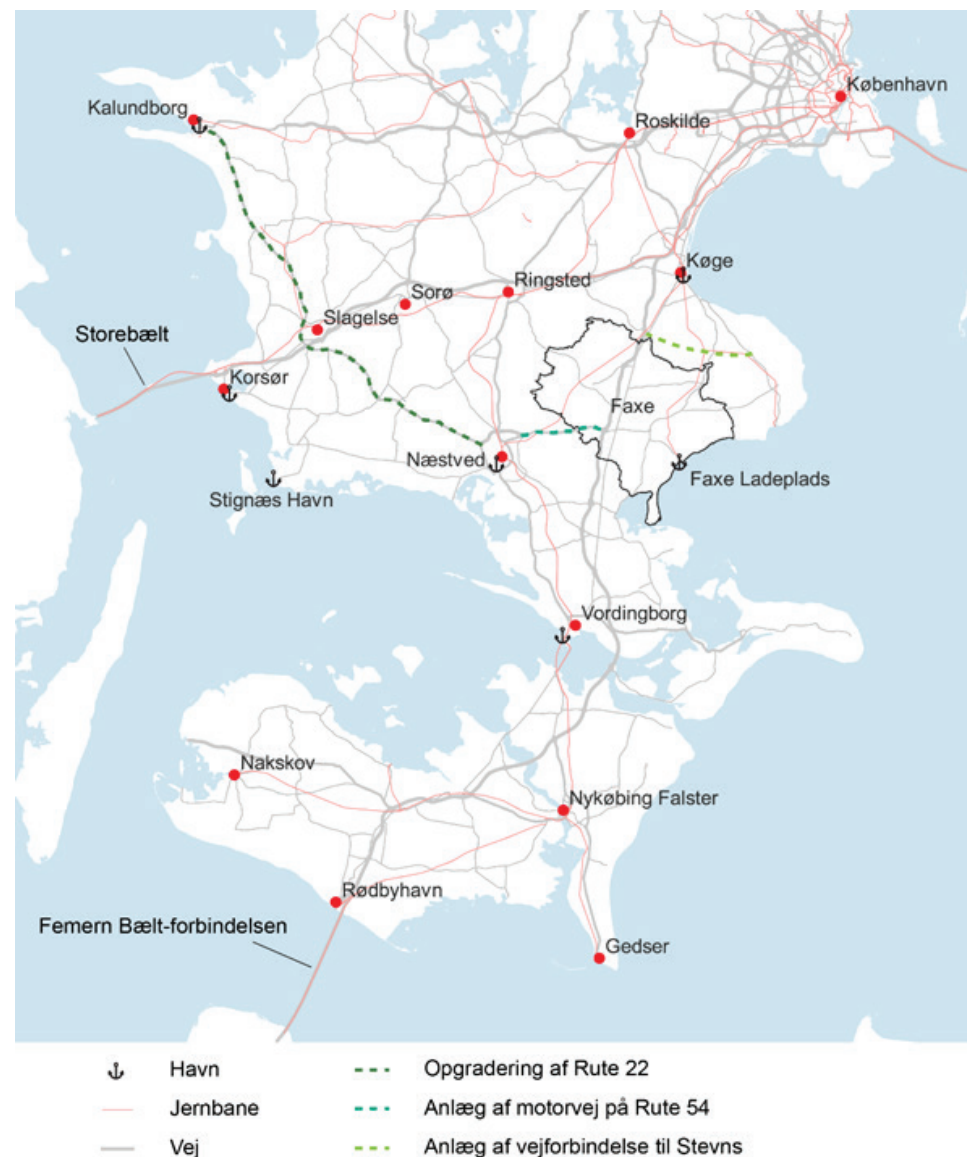 København
Kalundborg
Roskilde
Køge
Ringsted
Sorø
Slagelse
Storebælt
Korsør
Faxe
Næstved
Faxe Ladeplads
Stignæs Havn
Vordingborg
Nakskov
Nykøbing Falster
Rødbyhavn
Femern Bælt-forbindelsen
Gedser
Havn
Opgradering af Rute 22
Jernbane
Anlæg af motorvej på Rute 54
Vej
Anlæg af vejforbindelse til Stevns